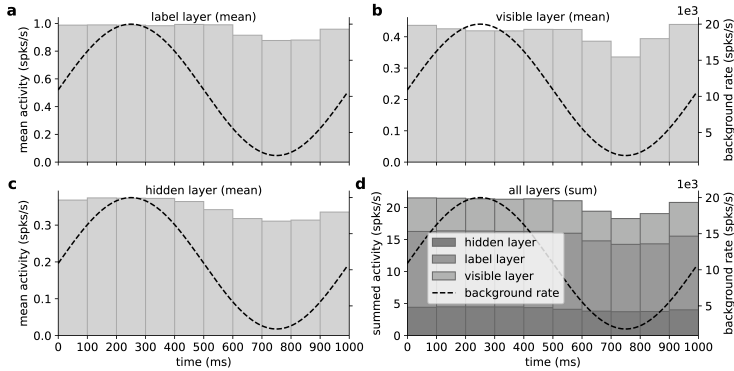 a
label layer (mean)
mean activity (spks/s)
1.0
0.8
0.6
0.4
0.2
0.0
b
visible layer (mean)
1e3
0.4
0.3
0.2
0.1
0.0
20
15
10
5
background rate (spks/s)
c
hidden layer (mean)
mean activity (spks/s)
0.3
0.2
0.1
0.0
0 100 200 300 400 500 600 700 800 900 1000
time (ms)
d
all layers (sum)
1e3
summed activity (spks/s)
20
15
10
5
0
hidden layer
label layer
visible layer
background rate
20
15
10
5
background rate (spks/s)
0 100 200 300 400 500 600 700 800 900 1000
time (ms)